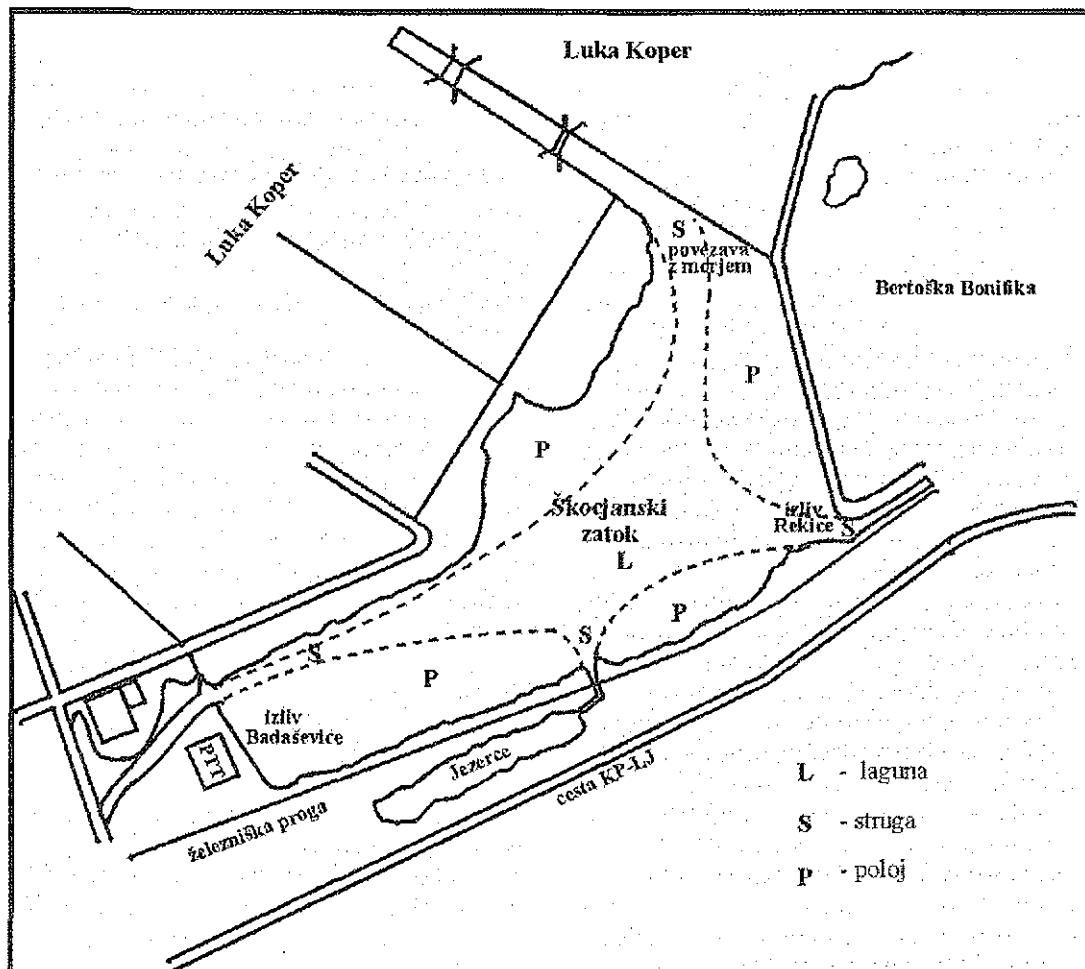 Luka Koper
Luka Koper
S
povezava
z morjem
Bertoška Bonifika
P
P
Škocjanski
zatok
L
izliv
Rekice
S
P
S
S
P
izliv
Badaševice
PTT
Jezerce
cesta KP-LJ
železniška proga
L - laguna
S - struga
P - poloj